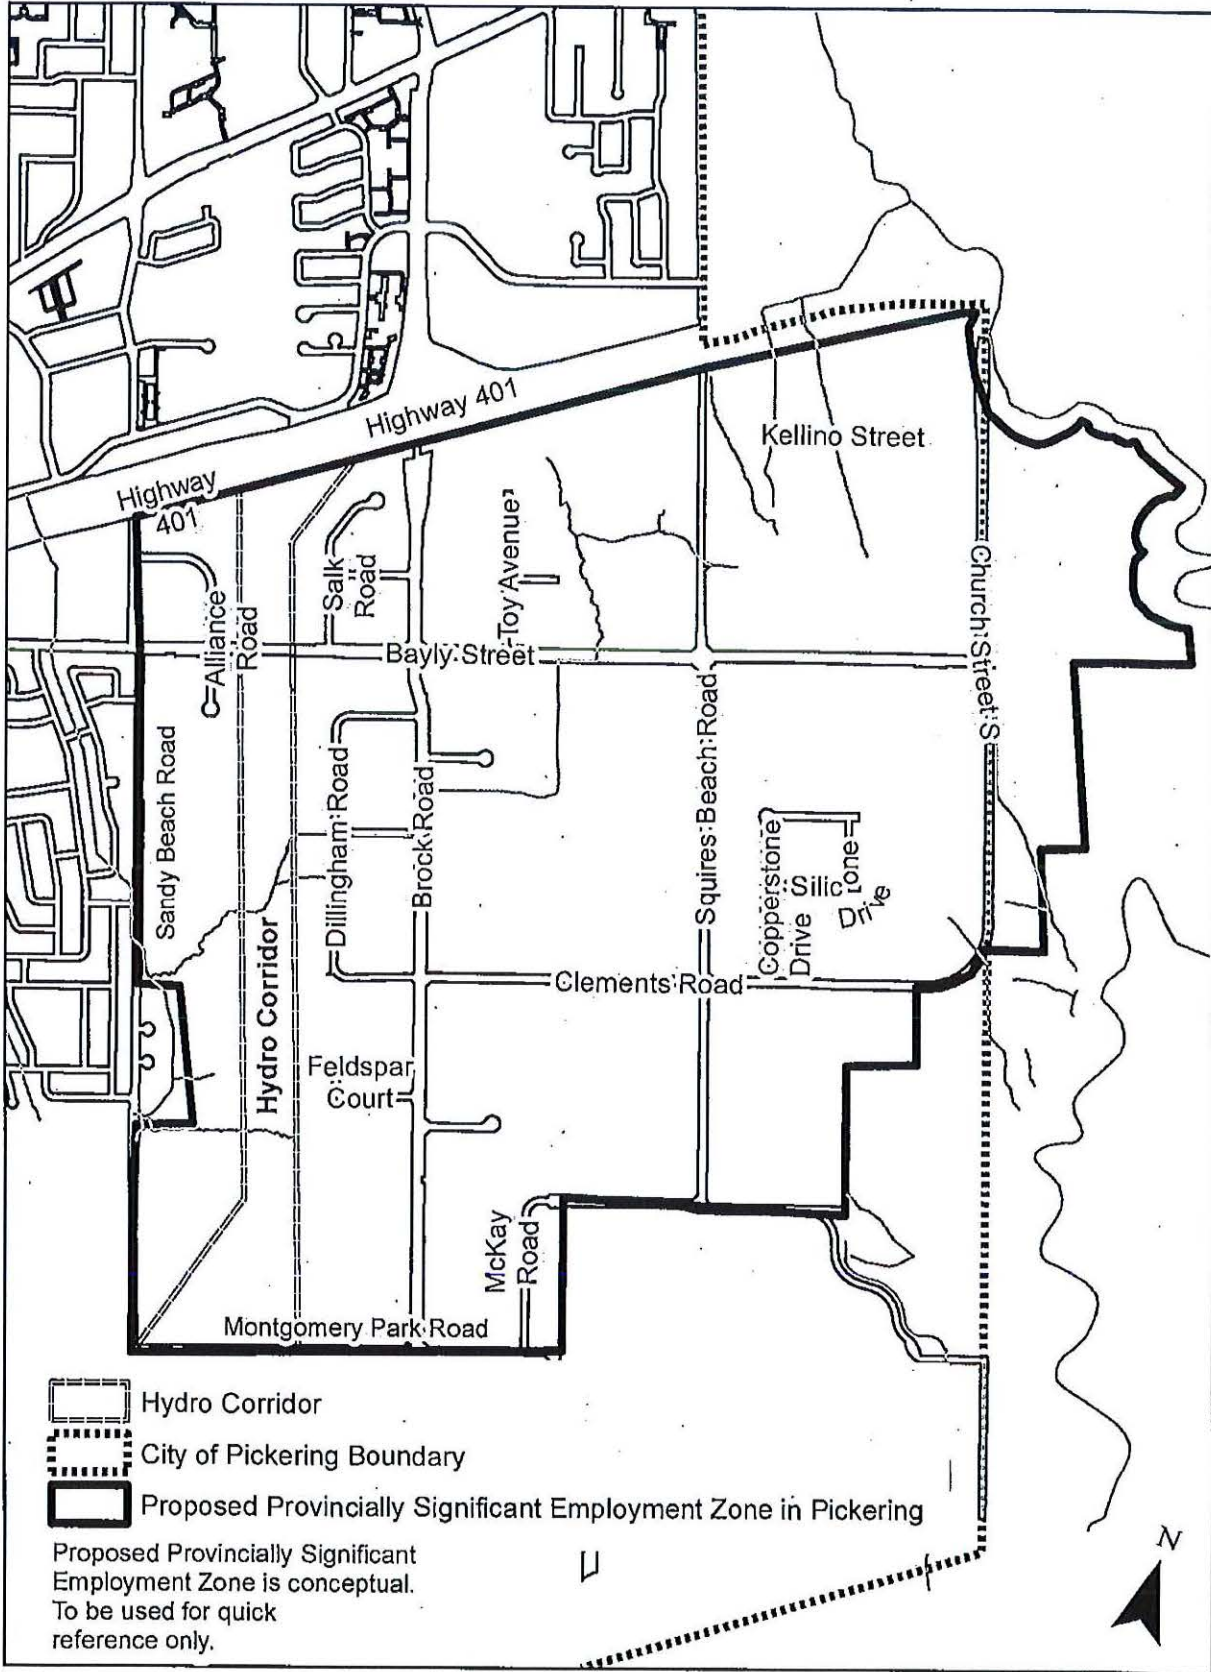 Highway 401
Kellino Street
Highway
401
Salk
Road
Toy Avenue
Alliance
Road
Church Street S
Bayly Street
Sandy Beach Road
Dillingham Road
Brock Road
Squires Beach Road
Copperstone
Drive
Silicone
Drive
Hydro Corridor
Clements Road
Feldspar
Court
McKay
Road
Montgomery Park Road
Hydro Corridor
City of Pickering Boundary
Proposed Provincially Significant Employment Zone in Pickering
Proposed Provincially Significant
Employment Zone is conceptual.
To be used for quick
reference only.
N